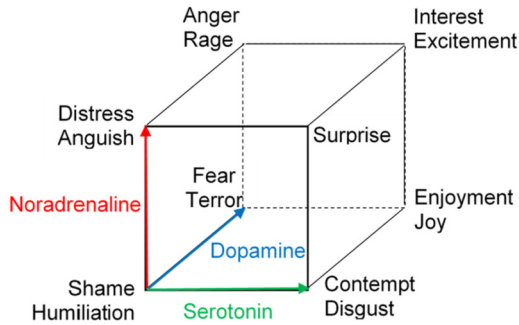 Anger
Rage
Interest
Excitement
Distress
Anguish
Surprise
Fear
Terror
Noradrenaline
Enjoyment
Joy
Dopamine
Shame
Humiliation
Contempt
Disgust
Serotonin